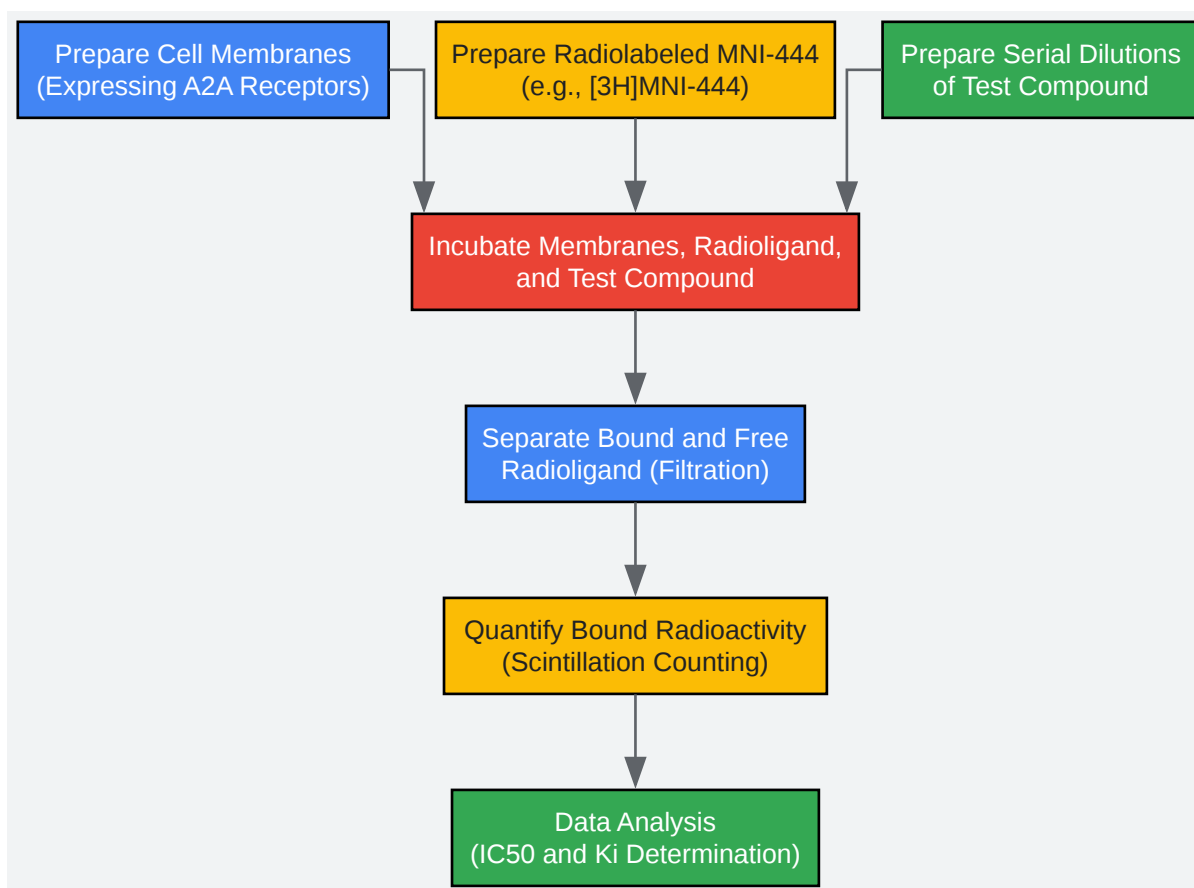 Prepare Cell Membranes
(Expressing A2A Receptors)
Prepare Radiolabeled MNI-444
(e.g., [3H]MNI-444)
Prepare Serial Dilutions
of Test Compound
Incubate Membranes, Radioligand,
and Test Compound
Separate Bound and Free
Radioligand (Filtration)
Quantify Bound Radioactivity
(Scintillation Counting)
Data Analysis
(IC50 and Ki Determination)